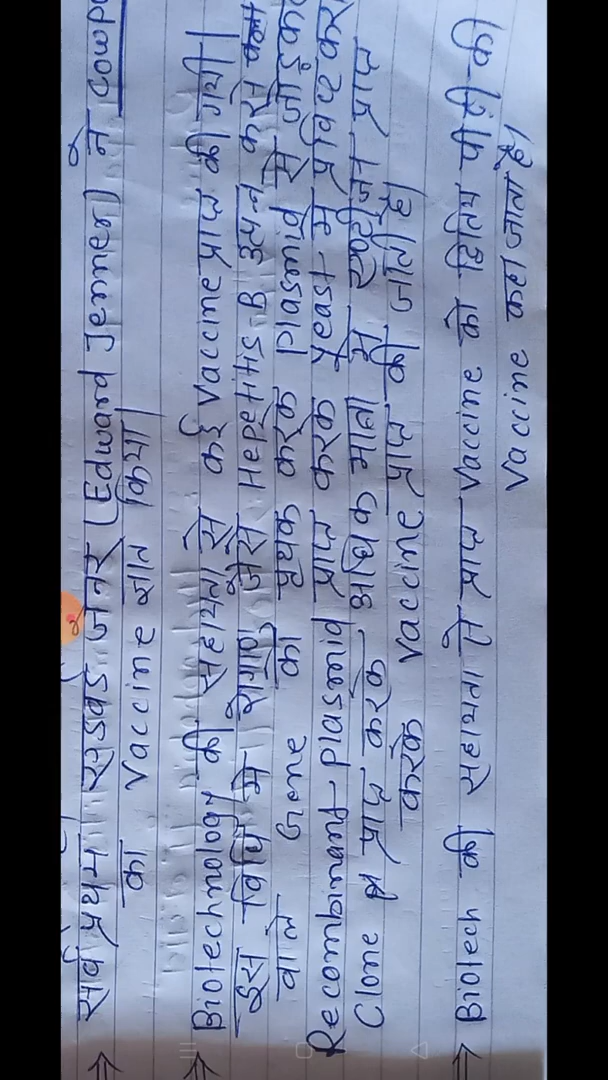 ⇒ सर्व प्रथम एडवर्ड जेनर (Edward Jenner) ने cowp
का Vaccine ज्ञात किया।
⇒ Biotechnology की सहायता से कई Vaccine प्राप्त की गयी।
इस विधि मे रोगाणु जैसे Hepetitis-B उत्पन्न करने
वाले Gene को पृथक करके Plasmid से जोड़कर
Recombinand-Plasmid प्राप्त करके Yeast में प्रविष्ट कर
Clone प्राप्त करके अधिक मात्रा मे एन्टीजन प्राप्त
करके Vaccine प्राप्त की जाती है।
⇒ Biotech की सहायता से प्राप्त Vaccine को द्वितिय पीढ़ी की
Vaccine कहा जाता है।